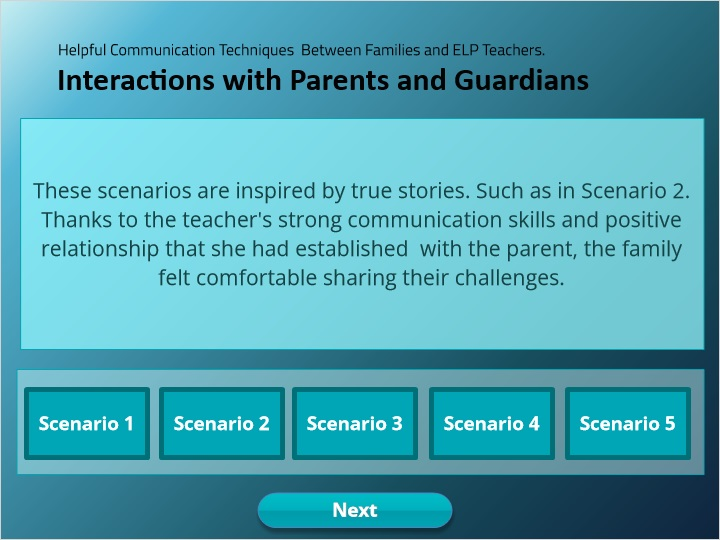 Helpful Communication Techniques  Between Families and ELP Teachers.
Interactions with Parents and Guardians
These scenarios are inspired by true stories. Such as in Scenario 2.
Thanks to the teacher's strong communication skills and positive
relationship that she had established  with the parent, the family
felt comfortable sharing their challenges.
Scenario 1
Scenario 2
Scenario 3
Scenario 4
Scenario 5
Next